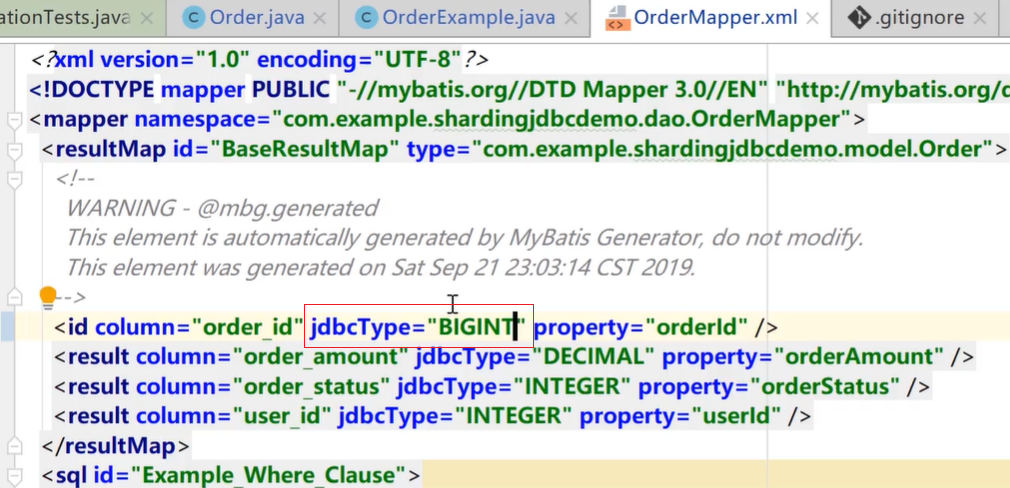 ationTests.java × Order.java × OrderExample.java × OrderMapper.xml × .gitignore ×
<?xml version="1.0" encoding="UTF-8"?>
<!DOCTYPE mapper PUBLIC "-//mybatis.org//DTD Mapper 3.0//EN" "http://mybatis.org/
<mapper namespace="com.example.shardingjdbcdemo.dao.OrderMapper">
<resultMap id="BaseResultMap" type="com.example.shardingjdbcdemo.model.Order">
<!--
WARNING - @mbg.generated
This element is automatically generated by MyBatis Generator, do not modify.
This element was generated on Sat Sep 21 23:03:14 CST 2019.
-->
<id column="order_id" jdbcType="BIGINT" property="orderId" />
<result column="order_amount" jdbcType="DECIMAL" property="orderAmount" />
<result column="order_status" jdbcType="INTEGER" property="orderStatus" />
<result column="user_id" jdbcType="INTEGER" property="userId" />
</resultMap>
<sql id="Example_Where_Clause">